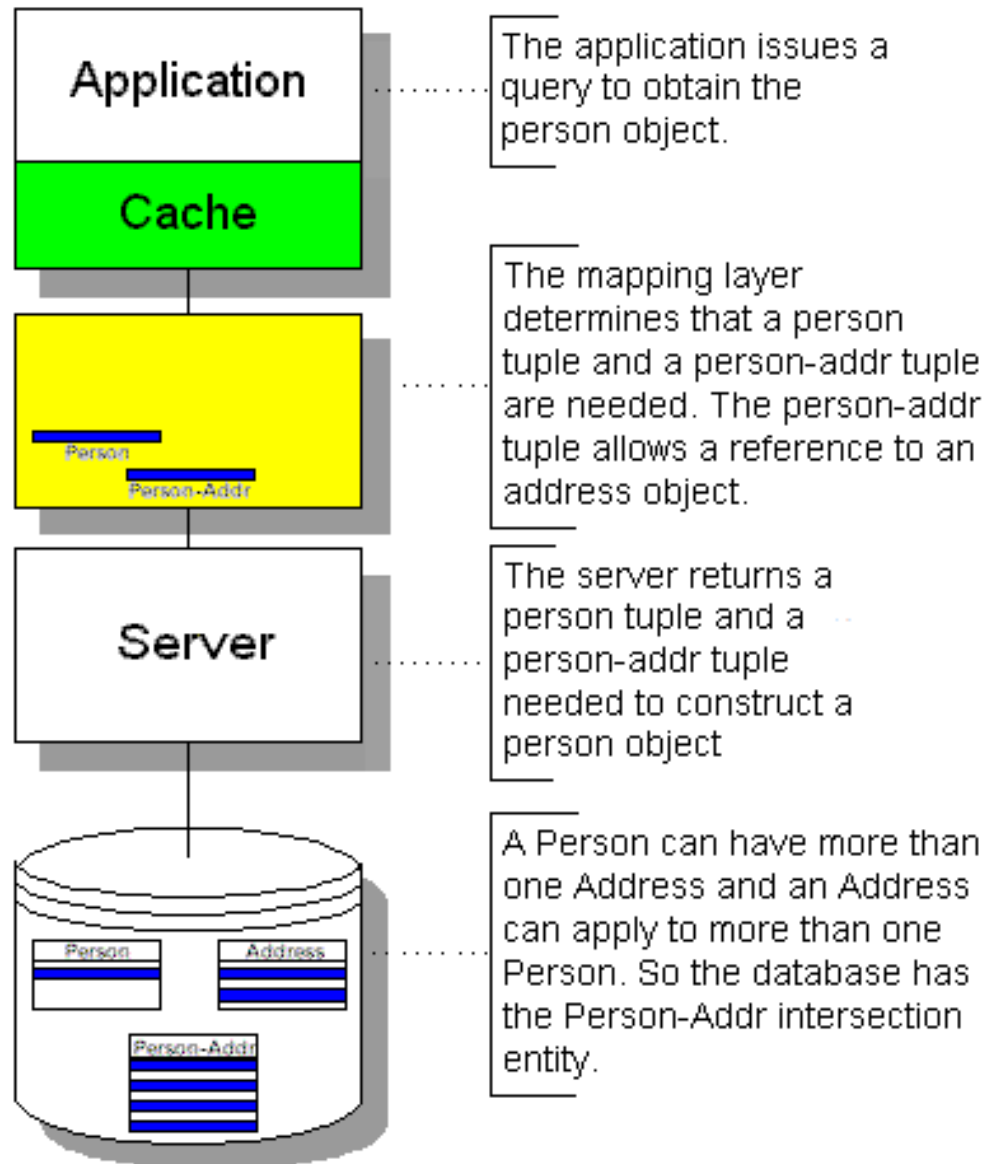 Application
The application issues a
query to obtain the
person object.
Cache
The mapping layer
determines that a person
tuple and a person-addr tuple
are needed. The person-addr
tuple allows a reference to an
address object.
Person
Person-Addr
Server
The server returns a
person tuple and a
person-addr tuple
needed to construct a
person object
A Person can have more than
one Address and an Address
can apply to more than one
Person. So the database has
the Person-Addr intersection
entity.
Person
Address
Person-Addr